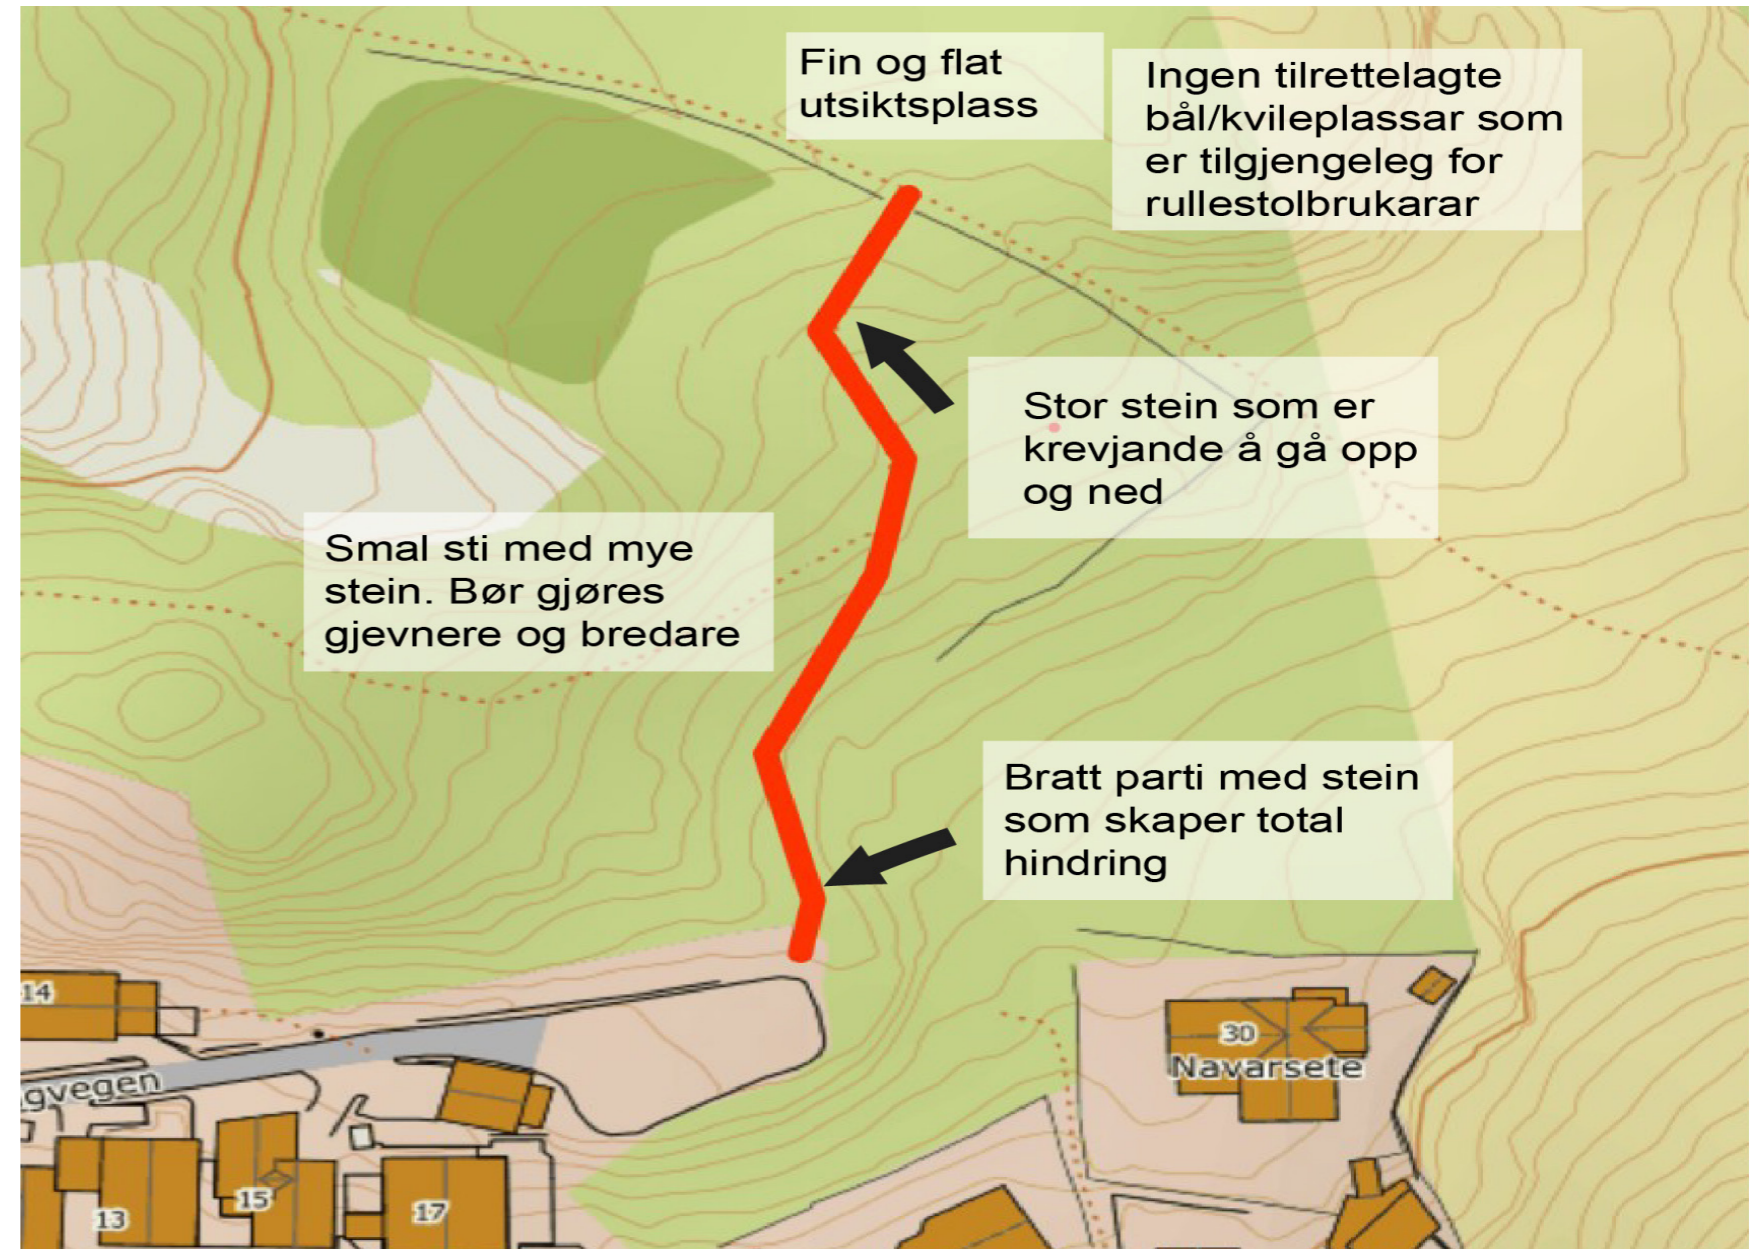 Fin og flat
utsiktsplass
Ingen tilrettelagte
bål/kvileplassar som
er tilgjengeleg for
rullestolbrukarar
Stor stein som er
krevjande å gå opp
og ned
Smal sti med mye
stein. Bør gjøres
gjevnere og bredare
Bratt parti med stein
som skaper total
hindring
14
30
Navarsete
gvegen
13
15
17